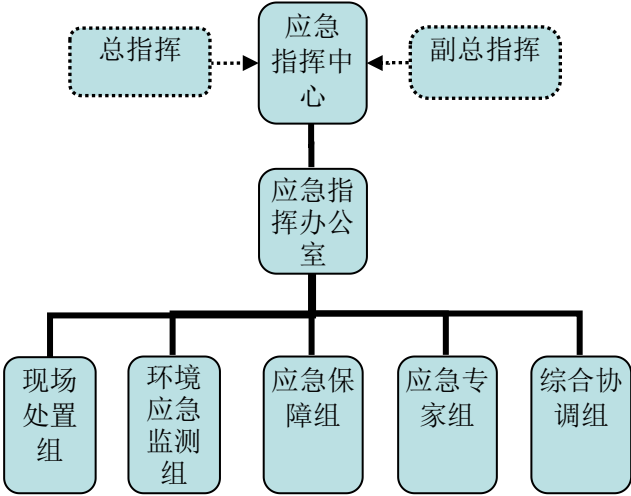 总指挥
应急
指挥中
心
副总指挥
应急指
挥办公
室
现场
处置
组
环境
应急
监测
组
应急保
障组
应急专
家组
综合协
调组